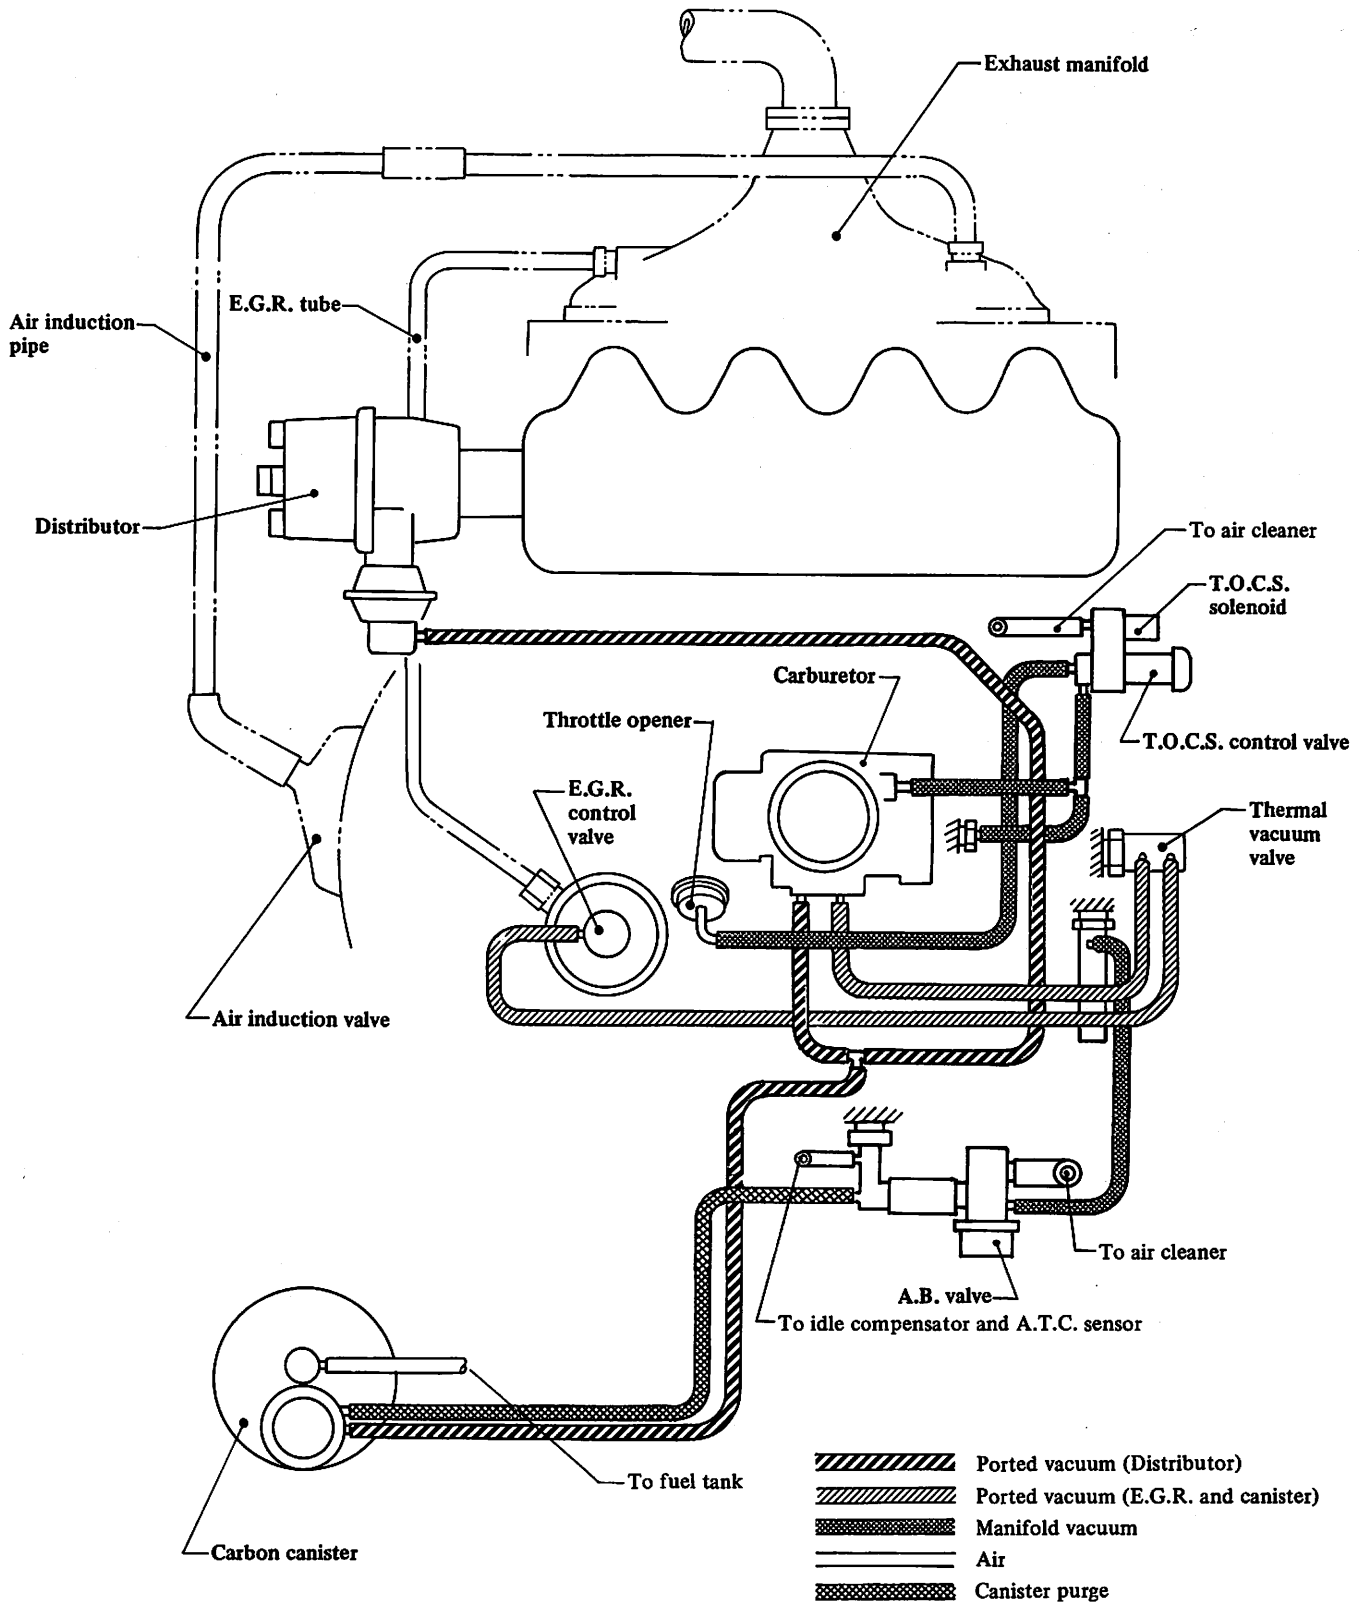 Exhaust manifold
E.G.R. tube
Air induction
pipe
Distributor
To air cleaner
T.O.C.S.
solenoid
Carburetor
Throttle opener
T.O.C.S. control valve
E.G.R.
control
valve
Thermal
vacuum
valve
Air induction valve
To air cleaner
A.B. valve
To idle compensator and A.T.C. sensor
To fuel tank
Carbon canister
Ported vacuum (Distributor)
Ported vacuum (E.G.R. and canister)
Manifold vacuum
Air
Canister purge